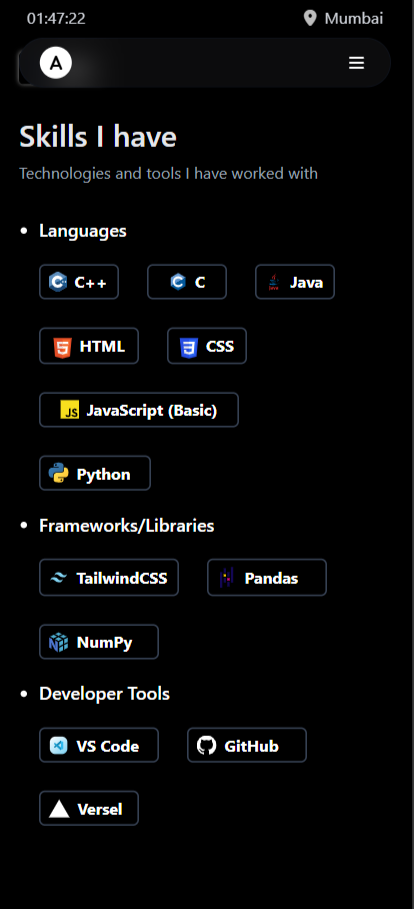 01:47:22 Mumbai
A
Skills I have
Technologies and tools I have worked with
Languages
C++ C Java
HTML CSS
JS JavaScript (Basic)
Python
Frameworks/Libraries
TailwindCSS Pandas
NumPy
Developer Tools
VS Code GitHub
Versel